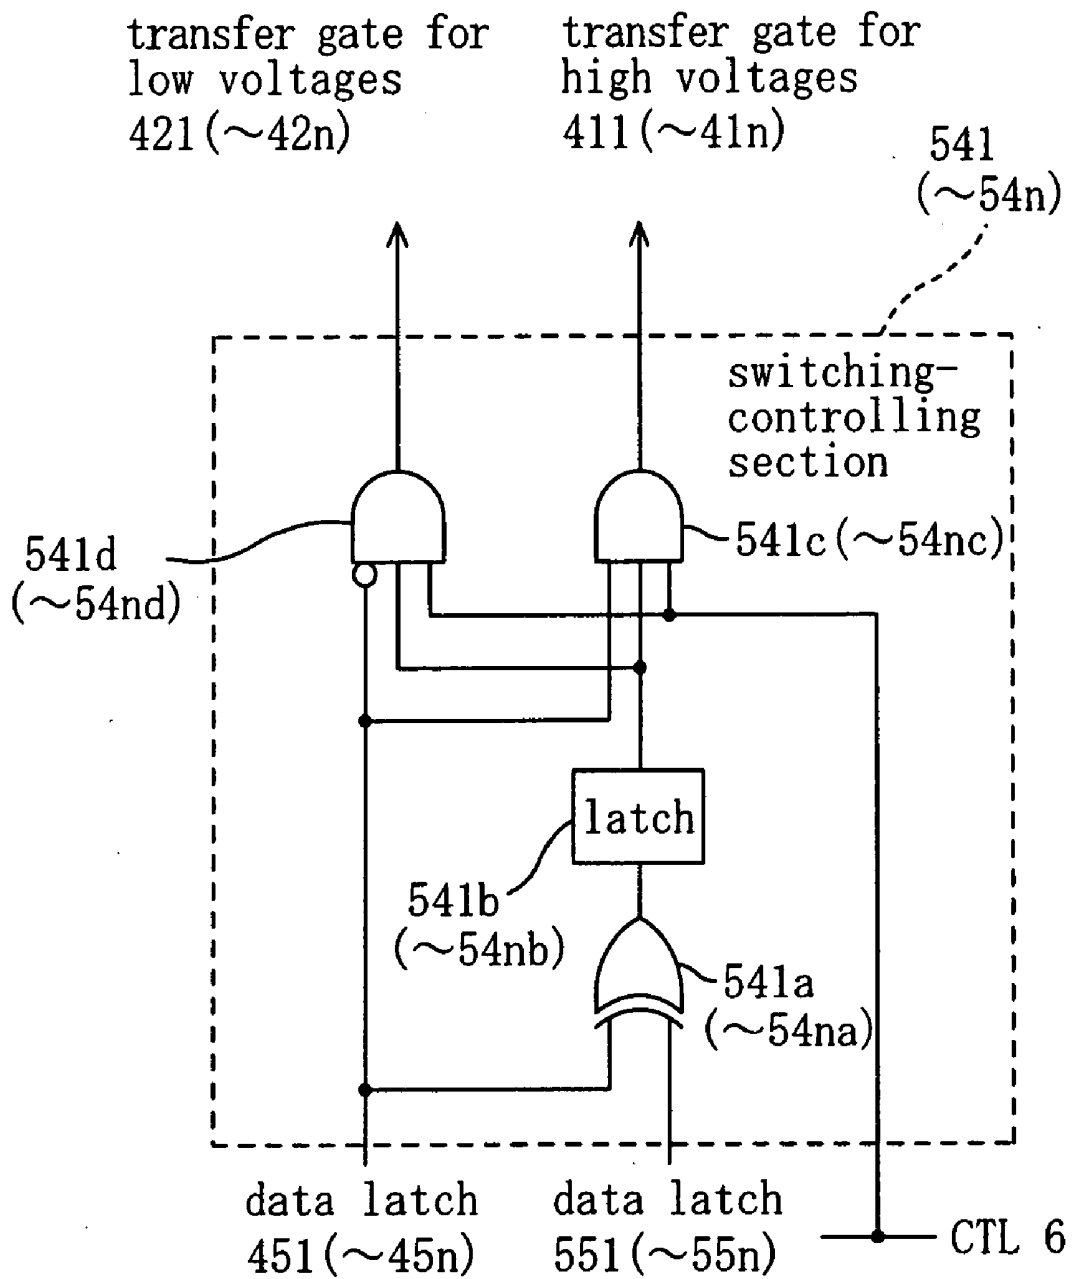 transfer gate for
low voltages
421(～42n)
transfer gate for
high voltages
411(～41n)
541
(～54n)
switching-
controlling
section
541d
(～54nd)
541c(～54nc)
latch
541b
(～54nb)
541a
(～54na)
data latch
451(～45n)
data latch
551(～55n)
CTL 6